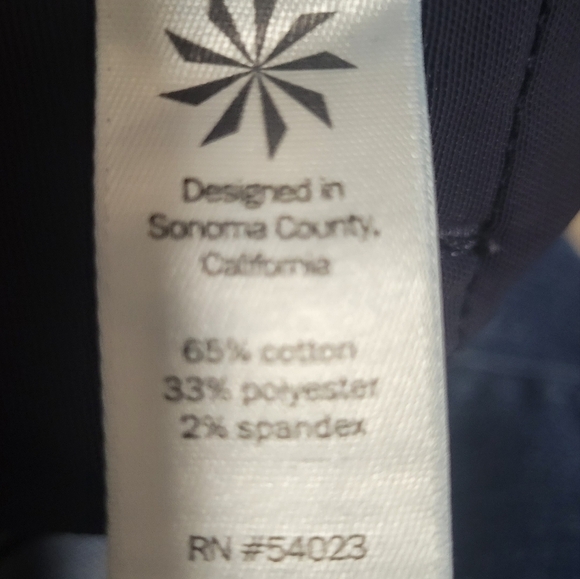 Designed in
Sonoma County,
California
65% cotton
33% polyester
2% spandex
RN #54023